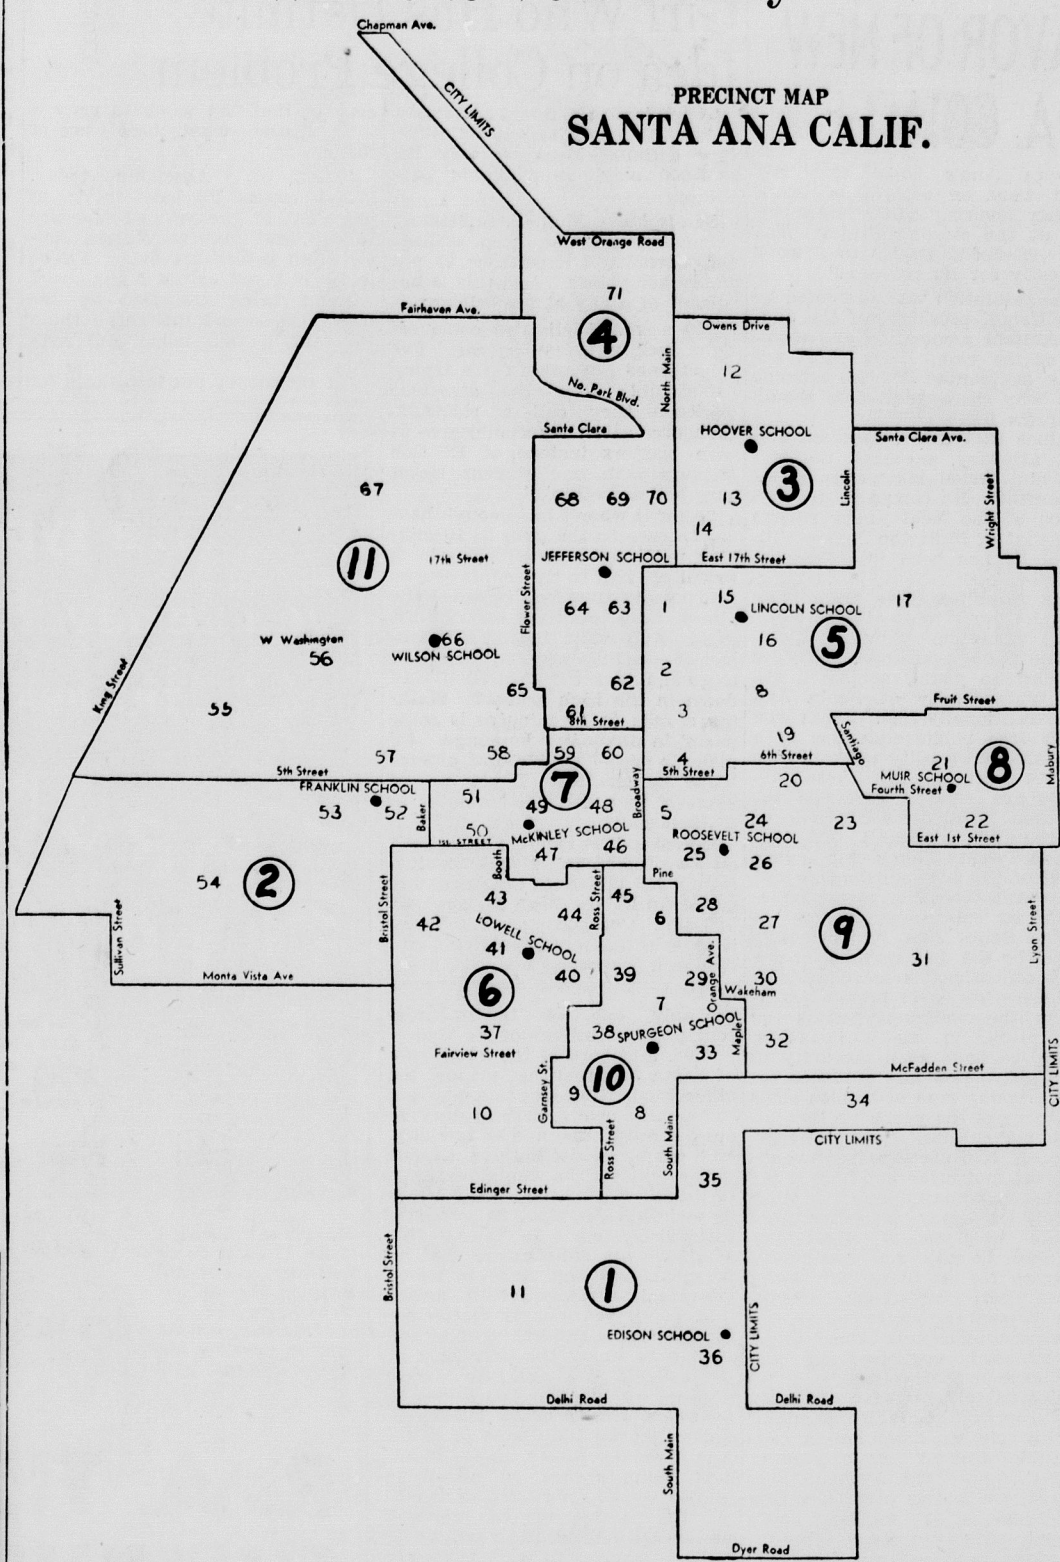 Chapman Ave.
CITY LIMITS
PRECINCT MAP
SANTA ANA CALIF.
West Orange Road
71
4
Fairhaven Ave.
Owens Drive
North Main
12
No. Park Blvd.
Santa Clara
HOOVER SCHOOL
Santa Clara Ave.
3
Lincoln
Wright Street
67
68 69 70
13
14
11
17th Street
JEFFERSON SCHOOL
East 17th Street
Flower Street
64 63
1
15
LINCOLN SCHOOL
17
16
5
W Washington
56
66
WILSON SCHOOL
King Street
2
62
65
8
Fruit Street
55
61
8th Street
3
19
Santiago
Mabury
57
58
59 60
4
6th Street
21
8
5th Street
5th Street
20
MUIR SCHOOL
Fourth Street
FRANKLIN SCHOOL
53 52
Baker
51
7
49
48
Broadway
5
24
23
22
East 1st Street
50
1st. STREET
McKINLEY SCHOOL
47
46
ROOSEVELT SCHOOL
25
26
Booth
Pine
54
2
Bristol Street
43
44
Ross Street
45
6
28
27
9
Sullivan Street
42
LOWELL SCHOOL
41
40
39
31
Lyon Street
Monta Vista Ave
6
29
Orange Ave.
30
Wakeham
7
37
38
SPURGEON SCHOOL
Maple
32
Fairview Street
33
McFadden Street
CITY LIMITS
10
Garnsey St.
9
10
8
34
CITY LIMITS
Ross Street
South Main
35
Edinger Street
Bristol Street
11
1
EDISON SCHOOL
36
CITY LIMITS
Delhi Road
Delhi Road
South Main
Dyer Road